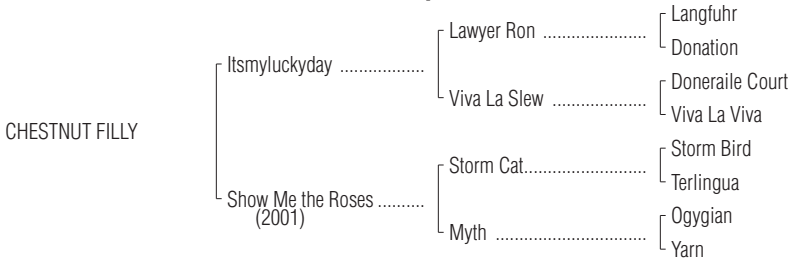 Langfuhr
Lawyer Ron ......................
Donation
Itsmyluckyday ..................
Doneraile Court
Viva La Slew ....................
Viva La Viva
CHESTNUT FILLY
Storm Bird
Storm Cat..........................
Terlingua
Show Me the Roses ..........
(2001)
Ogygian
Myth ................................
Yarn